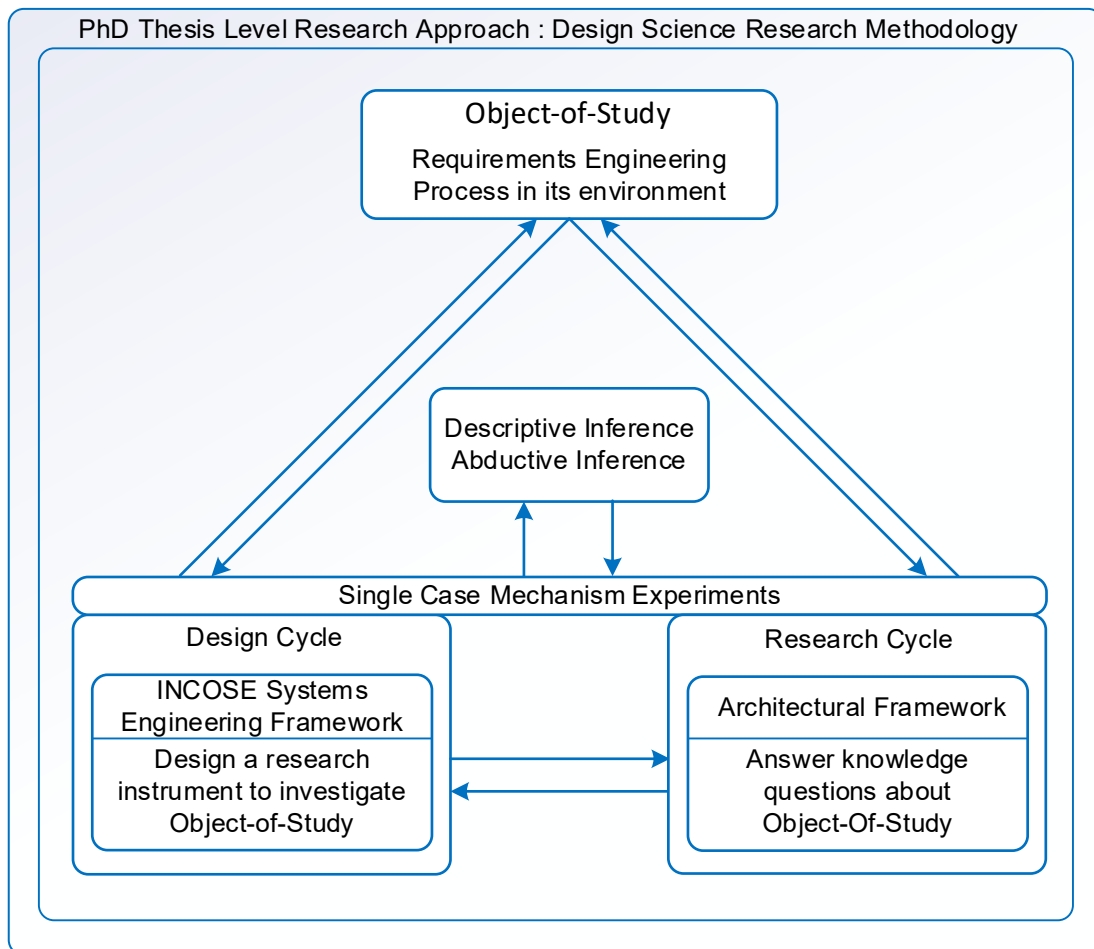 PhD Thesis Level Research Approach : Design Science Research Methodology
Object-of-Study
Requirements Engineering
Process in its environment
Descriptive Inference
Abductive Inference
Single Case Mechanism Experiments
Design Cycle
INCOSE Systems
Engineering Framework
Design a research
instrument to investigate
Object-of-Study
Research Cycle
Architectural Framework
Answer knowledge
questions about
Object-Of-Study